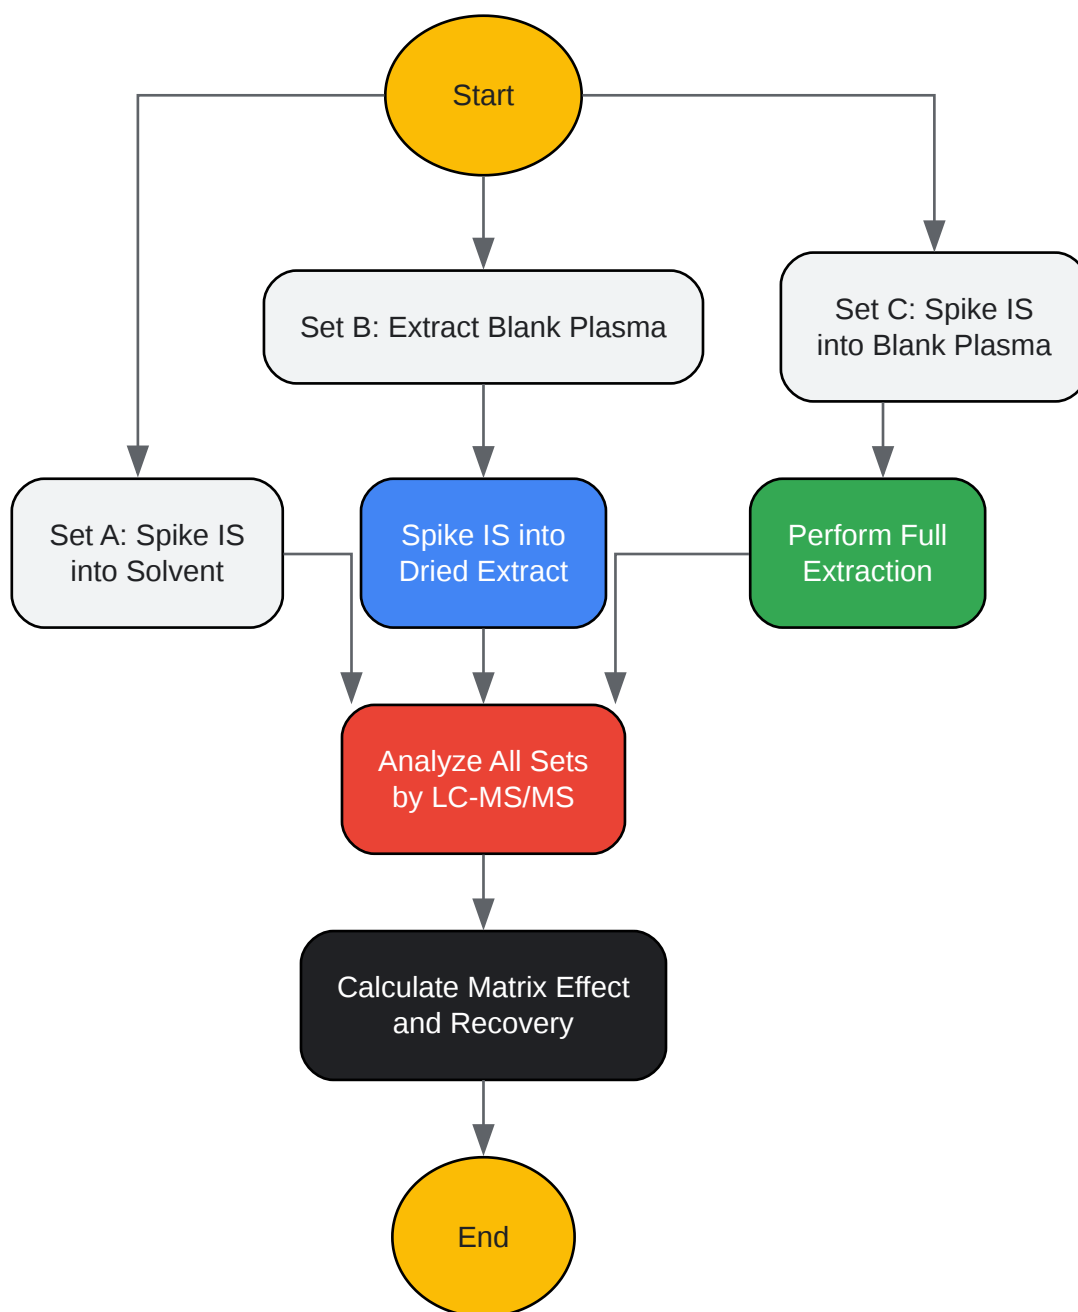 Start
Set B: Extract Blank Plasma
Set C: Spike IS
into Blank Plasma
Set A: Spike IS
into Solvent
Spike IS into
Dried Extract
Perform Full
Extraction
Analyze All Sets
by LC-MS/MS
Calculate Matrix Effect
and Recovery
End